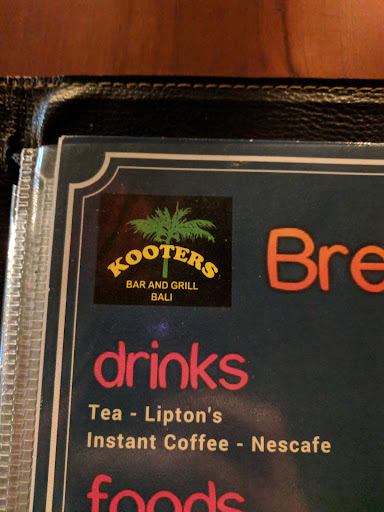 KOOTERS
BAR AND GRILL
BALI
Bre
drinks
Tea - Lipton's
Instant Coffee - Nescafe
foods